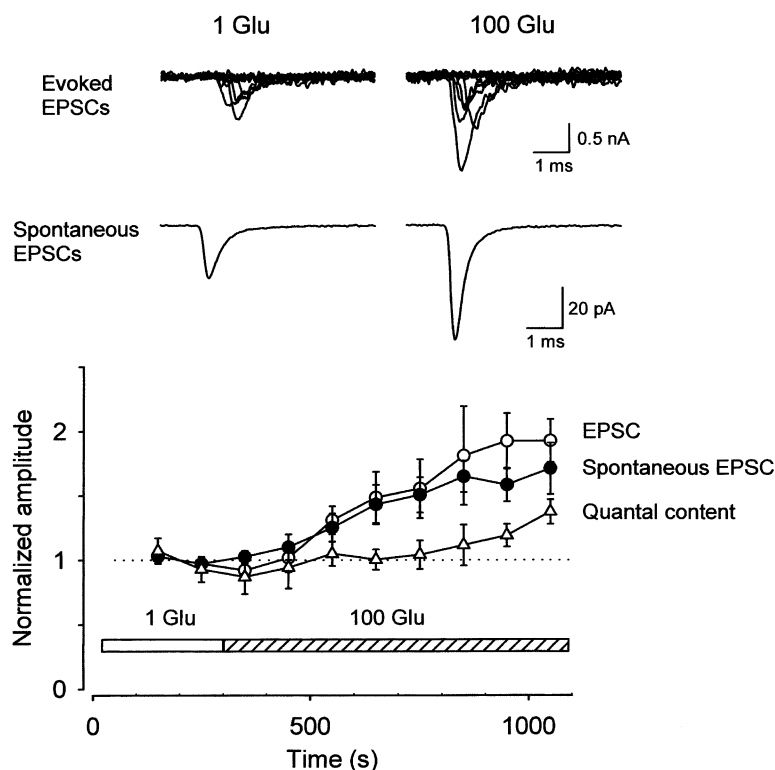 1 Glu 100 Glu
Evoked
EPSCs
0.5 nA
1 ms
Spontaneous
EPSCs
20 pA
1 ms
Normalized amplitude
2
1
0
EPSC
Spontaneous EPSC
Quantal content
1 Glu 100 Glu
0 500 1000
Time (s)